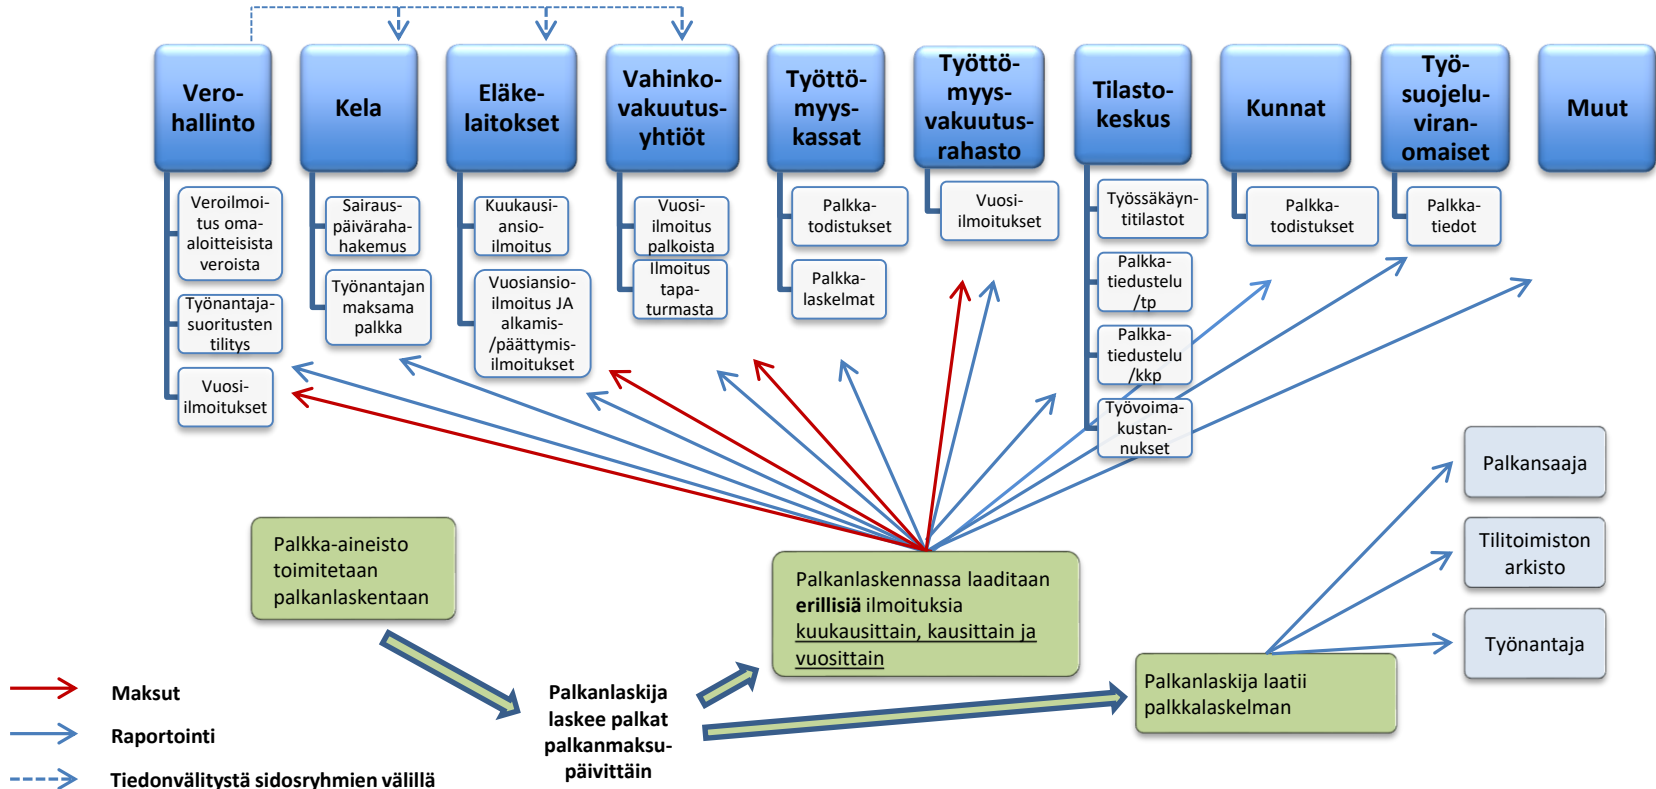 Vero-
hallinto
Kela
Eläke-
laitokset
Vahinko-
vakuutus-
yhtiöt
Työttö-
myys-
kassat
Työttö-
myys-
vakuutus-
rahasto
Tilasto-
keskus
Kunnat
Työ-
suojelu-
viran-
omaiset
Muut
Veroilmoi-
tus oma-
aloitteisista
veroista
Työnantaja-
suoritusten
tilitys
Vuosi-
ilmoitukset
Sairaus-
päiväraha-
hakemus
Työnantajan
maksama
palkka
Kuukausi-
ansio-
ilmoitus
Vuosiansio-
ilmoitus JA
alkamis-
/päättymis-
ilmoitukset
Vuosi-
ilmoitus
palkoista
Ilmoitus
tapa-
turmasta
Palkka-
todistukset
Palkka-
laskelmat
Vuosi-
ilmoitukset
Työssäkäyn-
titilastot
Palkka-
tiedustelu
/tp
Palkka-
tiedustelu
/kkp
Työvoima-
kustan-
nukset
Palkka-
todistukset
Palkka-
tiedot
Palkka-aineisto
toimitetaan
palkanlaskentaan
Palkanlaskennassa laaditaan
erillisiä ilmoituksia
kuukausittain, kausittain ja
vuosittain
Palkansaaja
Tilitoimiston
arkisto
Työnantaja
Palkanlaskija
laskee palkat
palkanmaksu-
päivittäin
Palkanlaskija laatii
palkkalaskelman
Maksut
Raportointi
Tiedonvälitystä sidosryhmien välillä